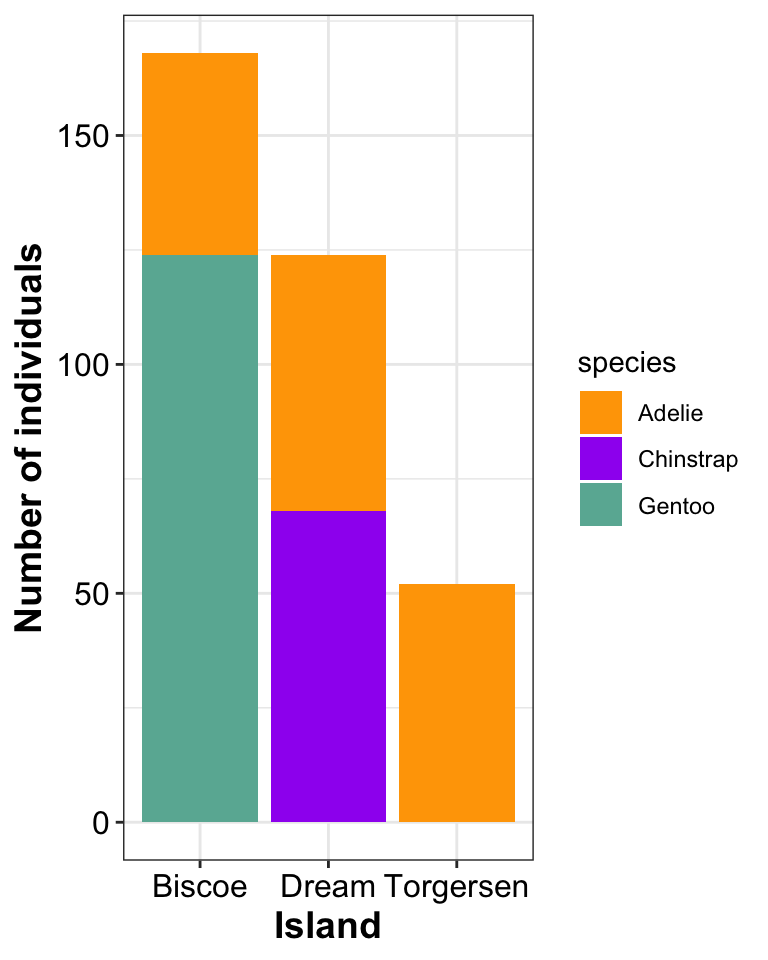 Number of individuals
150
100
50
0
Biscoe Dream Torgersen
Island
species
Adelie
Chinstrap
Gentoo